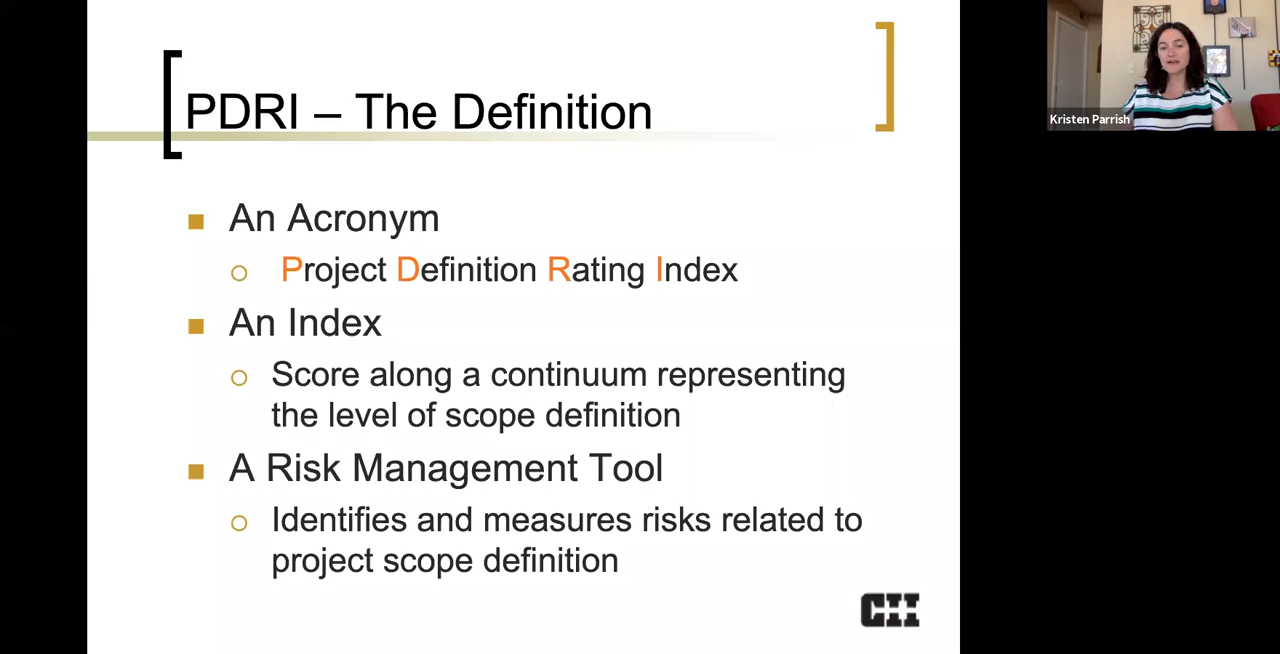 PDRI – The Definition
An Acronym
Project Definition Rating Index
An Index
Score along a continuum representing
the level of scope definition
A Risk Management Tool
Identifies and measures risks related to
project scope definition
CII
Kristen Parrish